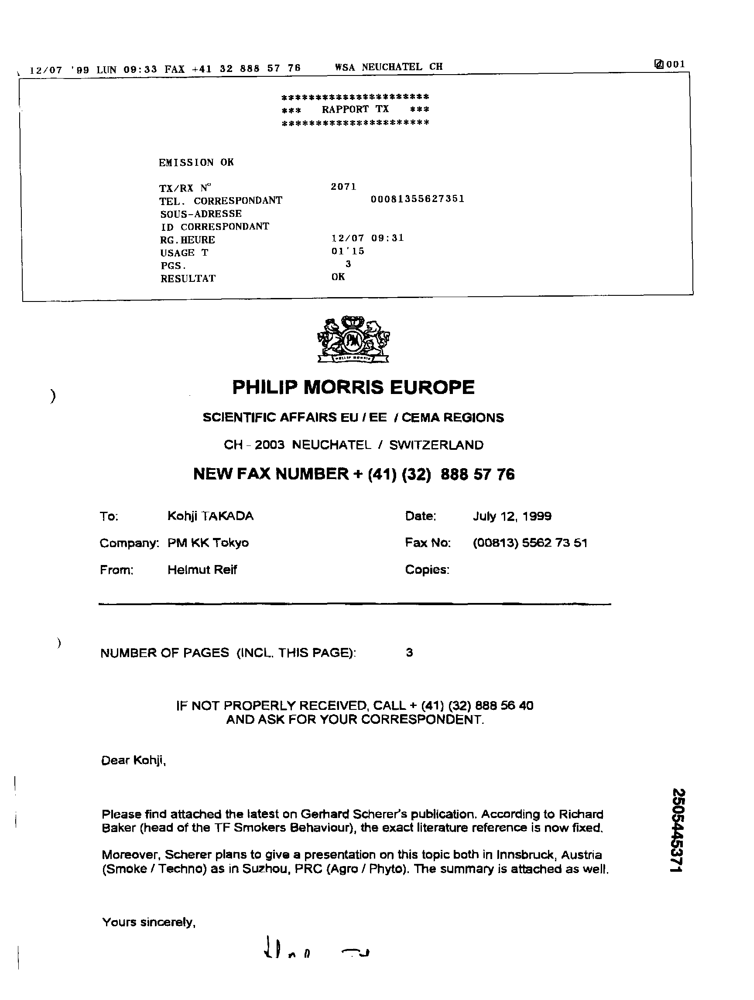 12/07 '99 LUN 09:33 FAX +41 32 888 57 76 WSA NEUCHATEL CH 001
**********************
*** RAPPORT TX ***
**********************
EMISSION OK
TX/RX N° 2071
TEL. CORRESPONDANT 00081355627351
SOUS-ADRESSE
ID CORRESPONDANT
RG.HEURE 12/07 09:31
USAGE T 01'15
PGS. 3
RESULTAT OK
PM
PHILIP MORRIS
PHILIP MORRIS EUROPE
SCIENTIFIC AFFAIRS EU / EE / CEMA REGIONS
CH - 2003 NEUCHATEL / SWITZERLAND
NEW FAX NUMBER + (41) (32) 888 57 76
To: Kohji TAKADA Date: July 12, 1999
Company: PM KK Tokyo Fax No: (00813) 5562 73 51
From: Helmut Reif Copies:
NUMBER OF PAGES (INCL. THIS PAGE): 3
IF NOT PROPERLY RECEIVED, CALL + (41) (32) 888 56 40
AND ASK FOR YOUR CORRESPONDENT.
Dear Kohji,
Please find attached the latest on Gerhard Scherer's publication. According to Richard
Baker (head of the TF Smokers Behaviour), the exact literature reference is now fixed.
Moreover, Scherer plans to give a presentation on this topic both in Innsbruck, Austria
(Smoke / Techno) as in Suzhou, PRC (Agro / Phyto). The summary is attached as well.
Yours sincerely,
2505445371